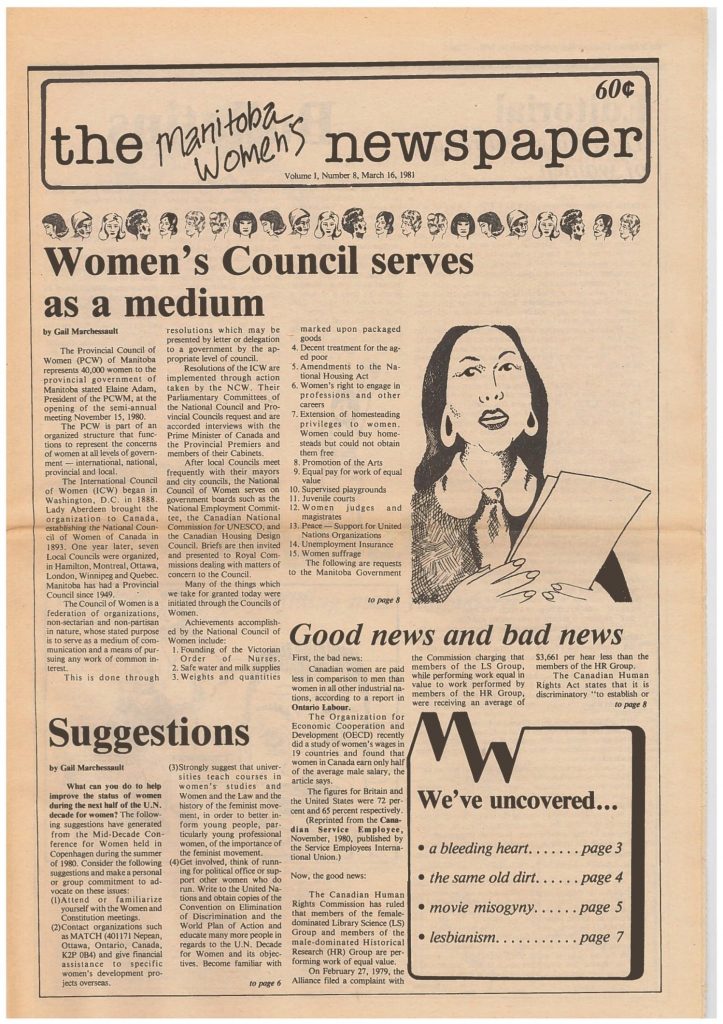 60¢
the Manitoba Women's newspaper
Volume I, Number 8, March 16, 1981
Women's Council serves
as a medium
by Gail Marchessault
The Provincial Council of
Women (PCW) of Manitoba
represents 40,000 women to the
provincial government of
Manitoba stated Elaine Adam,
President of the PCWM, at the
opening of the semi-annual
meeting November 15, 1980.
The PCW is part of an
organized structure that func-
tions to represent the concerns
of women at all levels of govern-
ment — international, national,
provincial and local.
The International Council
of Women (ICW) began in
Washington, D.C. in 1888.
Lady Aberdeen brought the
organization to Canada,
establishing the National Coun-
cil of Women of Canada in
1893. One year later, seven
Local Councils were organized,
in Hamilton, Montreal, Ottawa,
London, Winnipeg and Quebec.
Manitoba has had a Provincial
Council since 1949.
The Council of Women is a
federation of organizations,
non-sectarian and non-partisan
in nature, whose stated purpose
is to serve as a medium of com-
munication and a means of pur-
suing any work of common in-
terest.
This is done through
resolutions which may be
presented by letter or delegation
to a government by the ap-
propriate level of council.
Resolutions of the ICW are
implemented through action
taken by the NCW. Their
Parliamentary Committees of
the National Council and Pro-
vincial Councils request and are
accorded interviews with the
Prime Minister of Canada and
the Provincial Premiers and
members of their Cabinets.
After local Councils meet
frequently with their mayors
and city councils, the National
Council of Women serves on
government boards such as the
National Employment Commit-
tee, the Canadian National
Commission for UNESCO, and
the Canadian Housing Design
Council. Briefs are then invited
and presented to Royal Com-
missions dealing with matters of
concern to the Council.
Many of the things which
we take for granted today were
initiated through the Councils of
Women.
Achievements accomplish-
ed by the National Council of
Women include:
1. Founding of the Victorian
Order of Nurses.
2. Safe water and milk supplies
3. Weights and quantities
marked upon packaged
goods
4. Decent treatment for the ag-
ed poor
5. Amendments to the Na-
tional Housing Act
6. Women's right to engage in
professions and other
careers
7. Extension of homesteading
privileges to women.
Women could buy home-
steads but could not obtain
them free
8. Promotion of the Arts
9. Equal pay for work of equal
value
10. Supervised playgrounds
11. Juvenile courts
12. Women judges and
magistrates
13. Peace — Support for United
Nations Organizations
14. Unemployment Insurance
15. Women suffrage
The following are requests
to the Manitoba Government
to page 8
Good news and bad news
First, the bad news:
Canadian women are paid
less in comparison to men than
women in all other industrial na-
tions, according to a report in
Ontario Labour.
The Organization for
Economic Cooperation and
Development (OECD) recently
did a study of women's wages in
19 countries and found that
women in Canada earn only half
of the average male salary, the
article says.
The figures for Britain and
the United States were 72 per-
cent and 65 percent respectively.
(Reprinted from the Cana-
dian Service Employee,
November, 1980, published by
the Service Employees Interna-
tional Union.)
Now, the good news:
The Canadian Human
Rights Commission has ruled
that members of the female-
dominated Library Science (LS)
Group and members of the
male-dominated Historical
Research (HR) Group are per-
forming work of equal value.
On February 27, 1979, the
Alliance filed a complaint with
the Commission charging that
members of the LS Group,
while performing work equal in
value to work performed by
members of the HR Group,
were receiving an average of
$3,661 per hear less than the
members of the HR Group.
The Canadian Human
Rights Act states that it is
discriminatory "to establish or
to page 8
Suggestions
by Gail Marchessault
What can you do to help
improve the status of women
during the next half of the U.N.
decade for women? The follow-
ing suggestions have generated
from the Mid-Decade Con-
ference for Women held in
Copenhagen during the summer
of 1980. Consider the following
suggestions and make a personal
or group commitment to ad-
vocate on these issues:
(1)Attend or familiarize
yourself with the Women and
Constitution meetings.
(2)Contact organizations such
as MATCH (401171 Nepean,
Ottawa, Ontario, Canada,
K2P 0B4) and give financial
assistance to specific
women's development pro-
jects overseas.
(3)Strongly suggest that univer-
sities teach courses in
women's studies and
Women and the Law and the
history of the feminist move-
ment, in order to better in-
form young people, par-
ticularly young professional
women, of the importance of
the feminist movement.
(4)Get involved, think of runn-
ing for political office or sup-
port other women who do
run. Write to the United Na-
tions and obtain copies of the
Convention on Elimination
of Discrimination and the
World Plan of Action and
educate many more people in
regards to the U.N. Decade
for Women and its objec-
tives. Become familiar with
to page 6
MW
We've uncovered...
• a bleeding heart.......page 3
• the same old dirt......page 4
• movie misogyny.....page 5
• lesbianism...........page 7